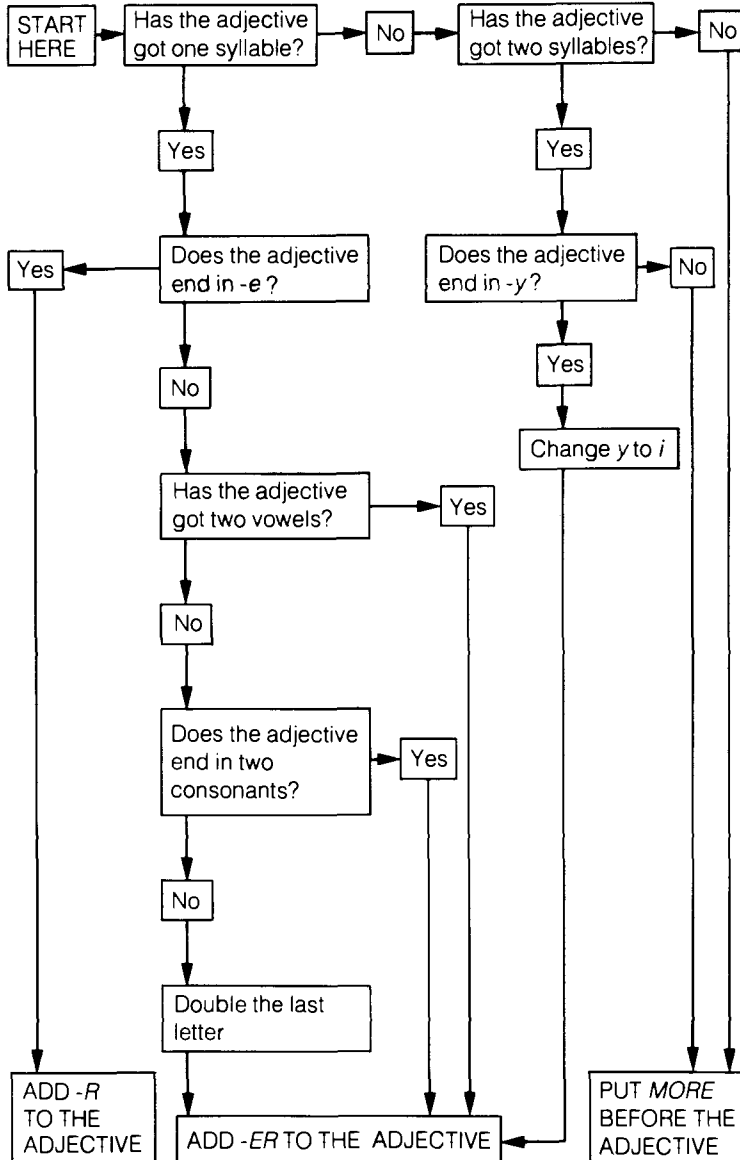 START
HERE
Has the adjective
got one syllable?
No
Has the adjective
got two syllables?
No
Yes
Yes
Yes
Does the adjective
end in -e?
Does the adjective
end in -y?
No
No
Yes
Change y to i
Has the adjective
got two vowels?
Yes
No
Does the adjective
end in two
consonants?
Yes
No
Double the last
letter
ADD -R
TO THE
ADJECTIVE
ADD -ER TO THE ADJECTIVE
PUT MORE
BEFORE THE
ADJECTIVE